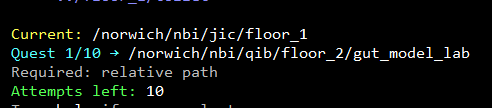 Current: /norwich/nbi/jic/floor_1
Quest 1/10 → /norwich/nbi/qib/floor_2/gut_model_lab
Required: relative path
Attempts left: 10